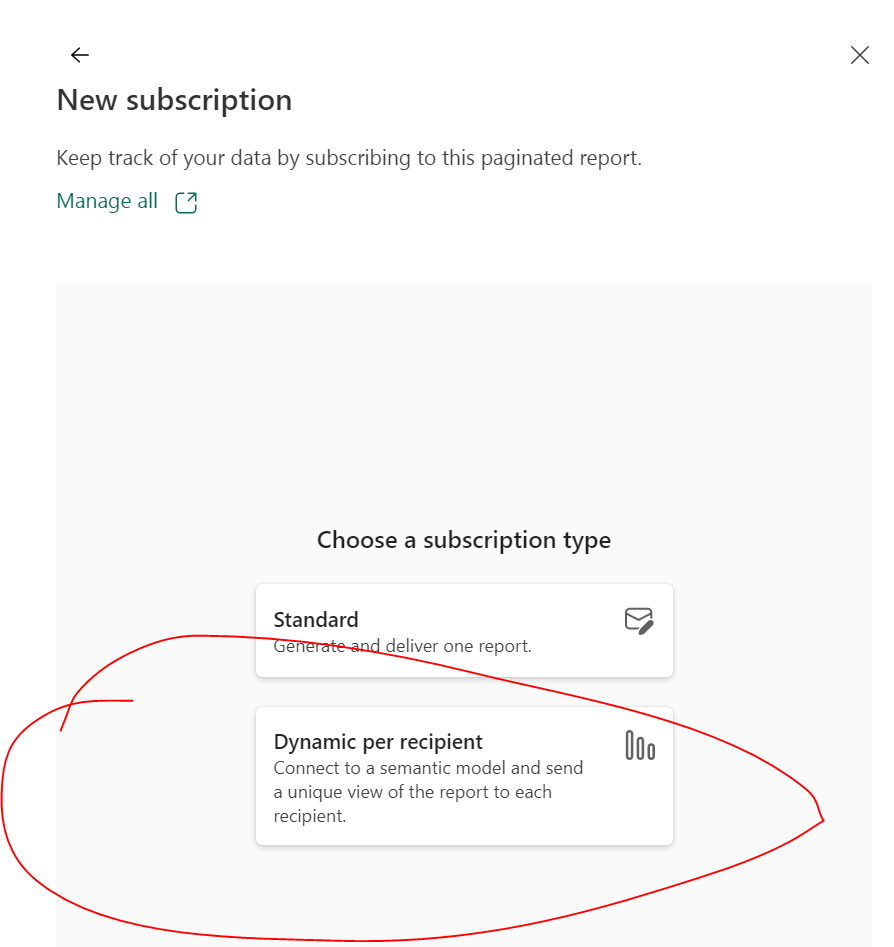 New subscription
Keep track of your data by subscribing to this paginated report.
Manage all
Choose a subscription type
Standard
Generate and deliver one report.
Dynamic per recipient
Connect to a semantic model and send
a unique view of the report to each
recipient.